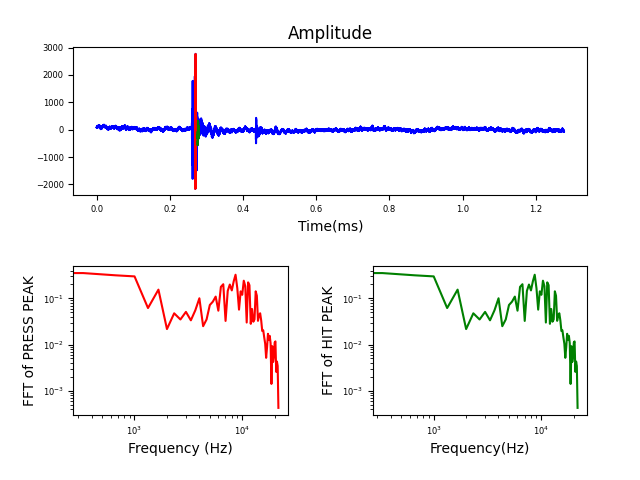 Amplitude
3000
2000
1000
0
−1000
−2000
0.0 0.2 0.4 0.6 0.8 1.0 1.2
Time(ms)
FFT of PRESS PEAK
10⁻¹
10⁻²
10⁻³
10³ 10⁴
Frequency (Hz)
FFT of HIT PEAK
10⁻¹
10⁻²
10⁻³
10³ 10⁴
Frequency(Hz)